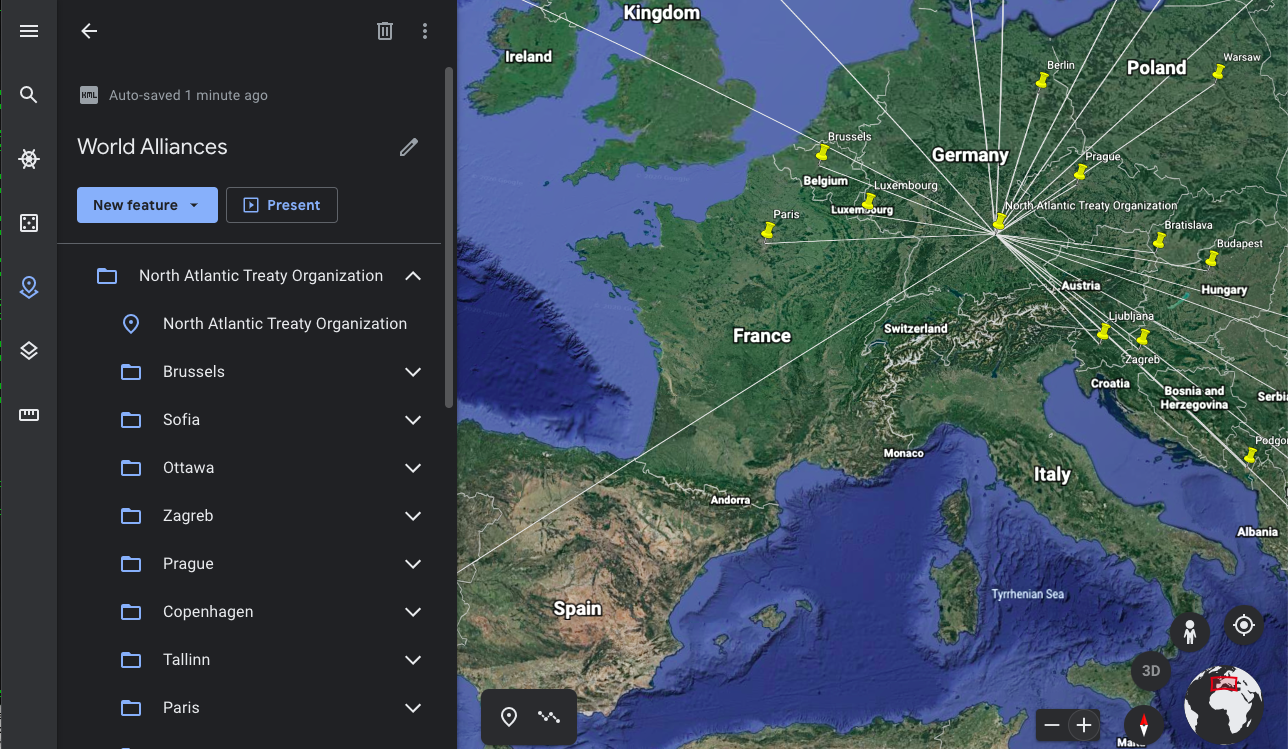 KML
Auto-saved 1 minute ago
World Alliances
New feature
Present
North Atlantic Treaty Organization
North Atlantic Treaty Organization
Brussels
Sofia
Ottawa
Zagreb
Prague
Copenhagen
Tallinn
Paris
Kingdom
Ireland
Berlin
Poland
Warsaw
Brussels
Germany
Prague
Belgium
Luxembourg
Luxembourg
North Atlantic Treaty Organization
Paris
Bratislava
Budapest
Austria
Hungary
Ljubljana
Switzerland
France
Zagreb
Croatia
Bosnia and
Herzegovina
Serbi
Podgo
Monaco
Italy
Andorra
Albania
Tyrrhenian Sea
Spain
3D
Malt